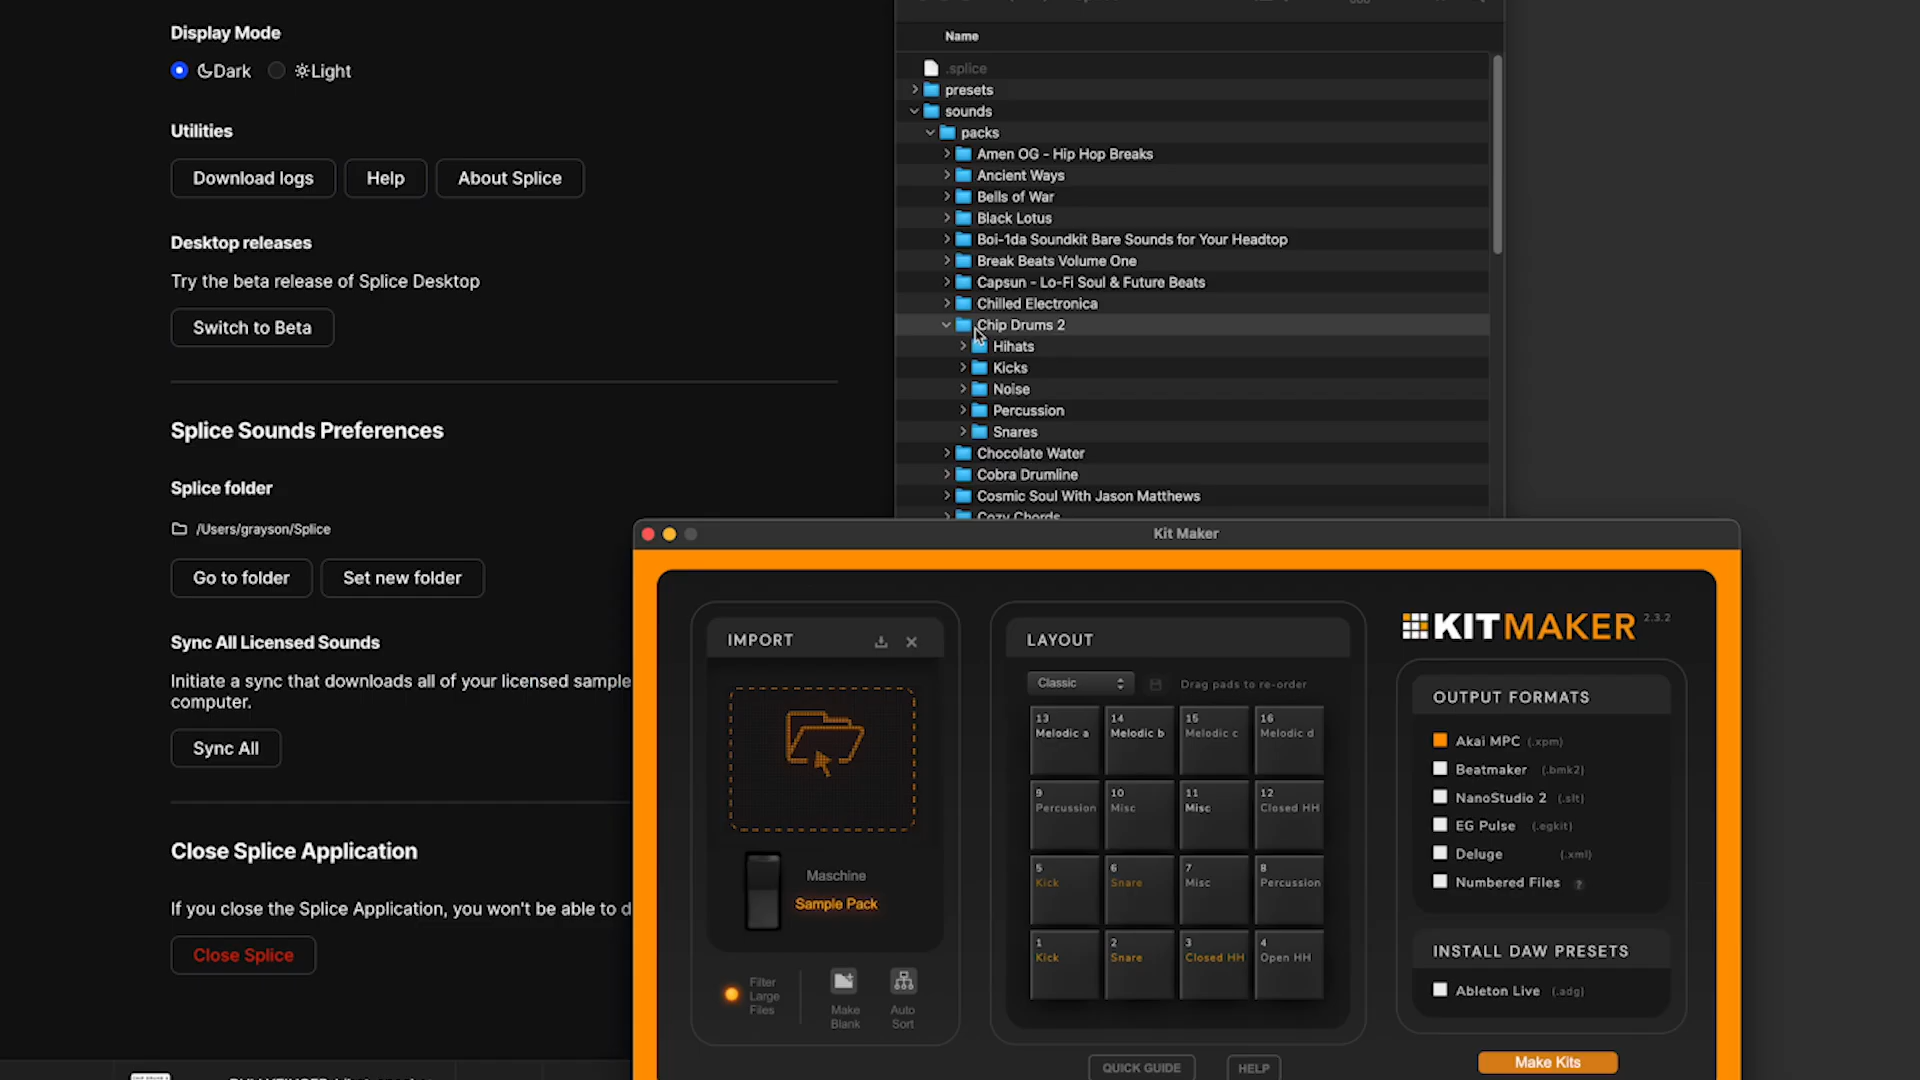 Display Mode
Dark
Light
Utilities
Download logs
Help
About Splice
Desktop releases
Try the beta release of Splice Desktop
Switch to Beta
Splice Sounds Preferences
Splice folder
/Users/grayson/Splice
Go to folder
Set new folder
Sync All Licensed Sounds
Initiate a sync that downloads all of your licensed sample
computer.
Sync All
Close Splice Application
If you close the Splice Application, you won't be able to d
Close Splice
Name
.splice
presets
sounds
packs
Amen OG - Hip Hop Breaks
Ancient Ways
Bells of War
Black Lotus
Boi-1da Soundkit Bare Sounds for Your Headtop
Break Beats Volume One
Capsun - Lo-Fi Soul & Future Beats
Chilled Electronica
Chip Drums 2
Hihats
Kicks
Noise
Percussion
Snares
Chocolate Water
Cobra Drumline
Cosmic Soul With Jason Matthews
Cozy Chords
Kit Maker
IMPORT
Maschine
Sample Pack
Filter
Large
Files
Make
Blank
Auto
Sort
LAYOUT
Classic
Drag pads to re-order
13
Melodic a
14
Melodic b
15
Melodic c
16
Melodic d
9
Percussion
10
Misc
11
Misc
12
Closed HH
5
Kick
6
Snare
7
Misc
8
Percussion
1
Kick
2
Snare
3
Closed HH
4
Open HH
QUICK GUIDE
HELP
KITMAKER 2.3.2
OUTPUT FORMATS
Akai MPC (.xpm)
Beatmaker (.bmk2)
NanoStudio 2 (.slt)
EG Pulse (.egkit)
Deluge (.xml)
Numbered Files ?
INSTALL DAW PRESETS
Ableton Live (.adg)
Make Kits